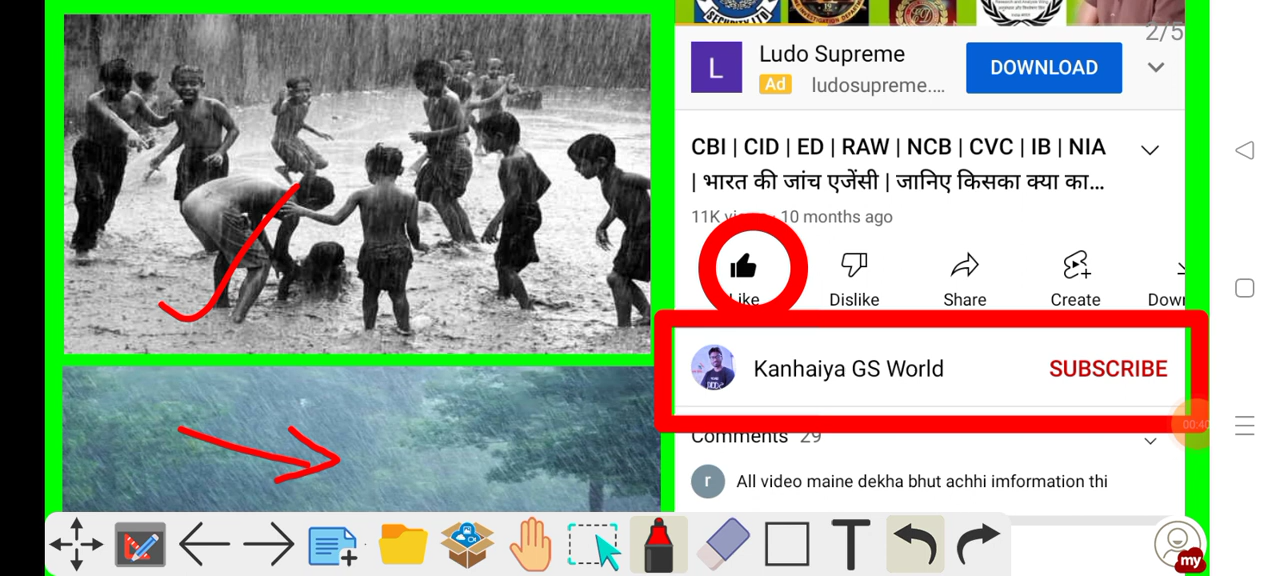 2/5
Ludo Supreme
DOWNLOAD
Ad ludosupreme....
CBI | CID | ED | RAW | NCB | CVC | IB | NIA
| भारत की जांच एजेंसी | जानिए किसका क्या का...
11K views · 10 months ago
Like Dislike Share Create Down
Kanhaiya GS World SUBSCRIBE
00:40
Comments 29
r All video maine dekha bhut achhi imformation thi
T
my